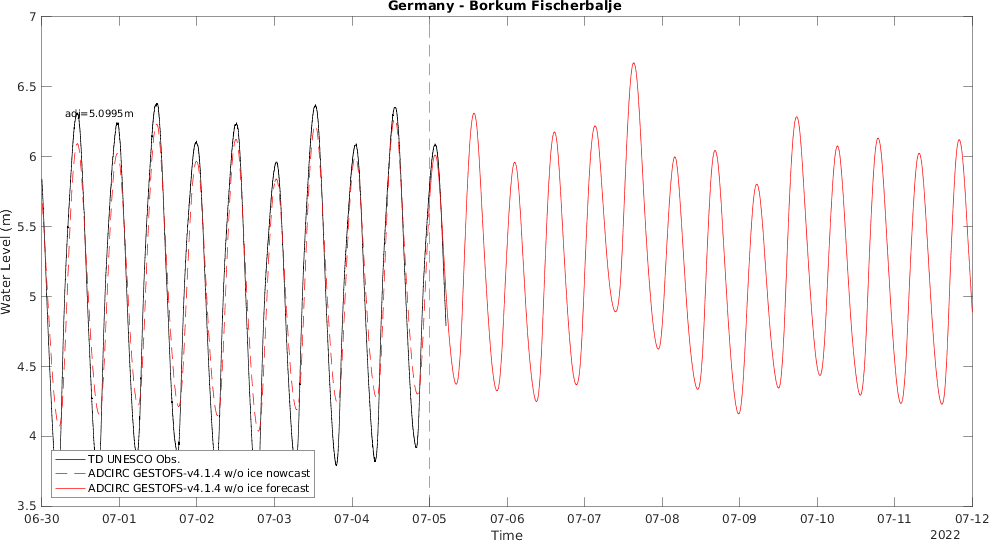 Germany - Borkum Fischerbalje
7
6.5
6
5.5
5
4.5
4
3.5
Water Level (m)
adj=5.0995m
TD UNESCO Obs.
ADCIRC GESTOFS-v4.1.4 w/o ice nowcast
ADCIRC GESTOFS-v4.1.4 w/o ice forecast
06-30 07-01 07-02 07-03 07-04 07-05 07-06 07-07 07-08 07-09 07-10 07-11 07-12
Time
2022